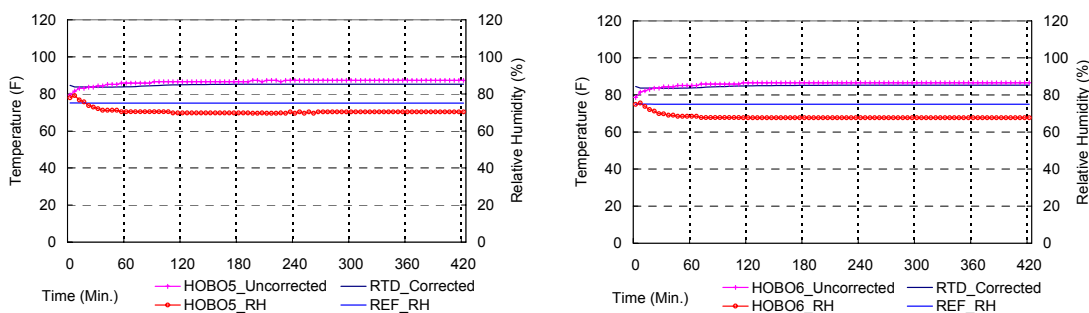 120 120
100 100
80 80
60 60
40 40
20 20
0 0
Temperature (F)
Relative Humidity (%)
0 60 120 180 240 300 360 420
Time (Min.)
HOBO5_Uncorrected RTD_Corrected
HOBO5_RH REF_RH
120 120
100 100
80 80
60 60
40 40
20 20
0 0
Temperature (F)
Relative Humidity (%)
0 60 120 180 240 300 360 420
Time (Min.)
HOBO6_Uncorrected RTD_Corrected
HOBO6_RH REF_RH